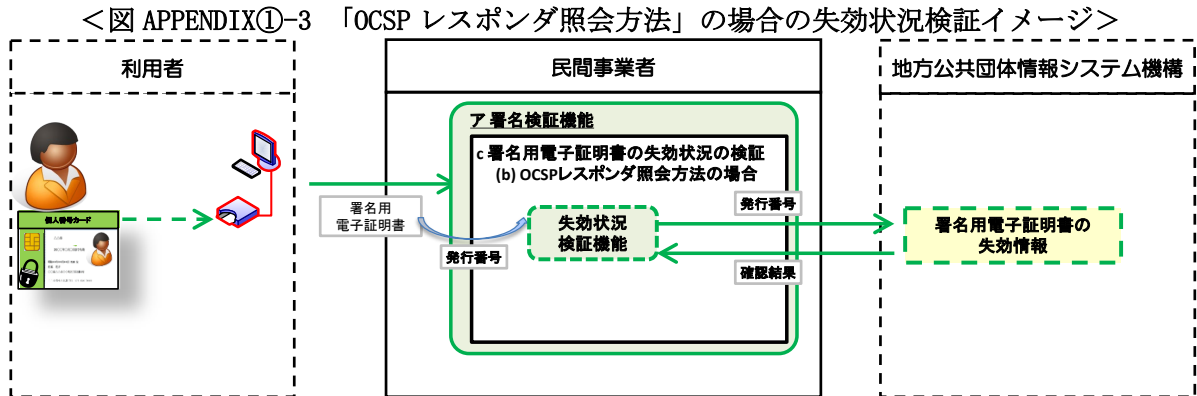 <図 APPENDIX①-3 「OCSP レスポンダ照会方法」の場合の失効状況検証イメージ>
利用者
民間事業者
地方公共団体情報システム機構
ア 署名検証機能
c 署名用電子証明書の失効状況の検証
(b) OCSPレスポンダ照会方法の場合
個人番号カード
署名用
電子証明書
発行番号
失効状況
検証機能
発行番号
確認結果
署名用電子証明書の
失効情報